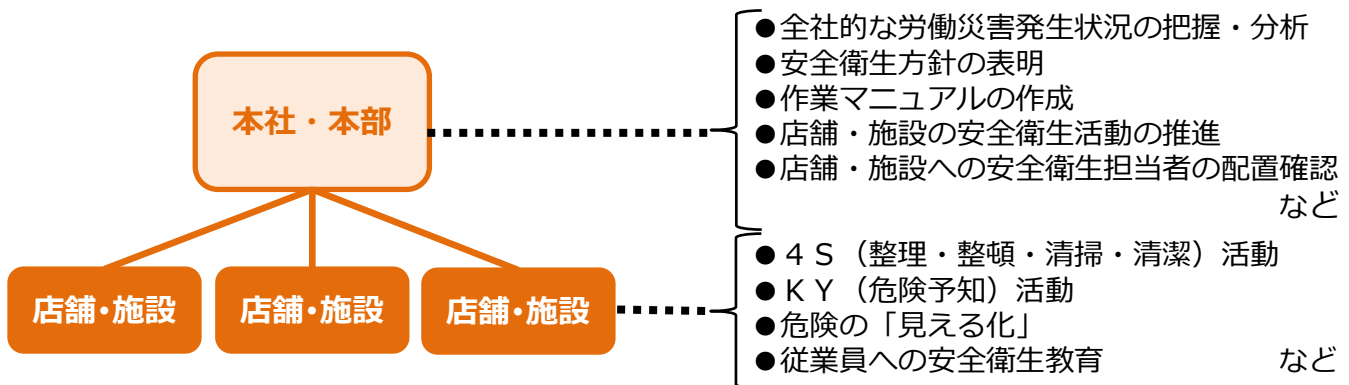 本社・本部
●全社的な労働災害発生状況の把握・分析
●安全衛生方針の表明
●作業マニュアルの作成
●店舗・施設の安全衛生活動の推進
●店舗・施設への安全衛生担当者の配置確認
など
店舗・施設
店舗・施設
店舗・施設
●４Ｓ（整理・整頓・清掃・清潔）活動
●ＫＹ（危険予知）活動
●危険の「見える化」
●従業員への安全衛生教育　など